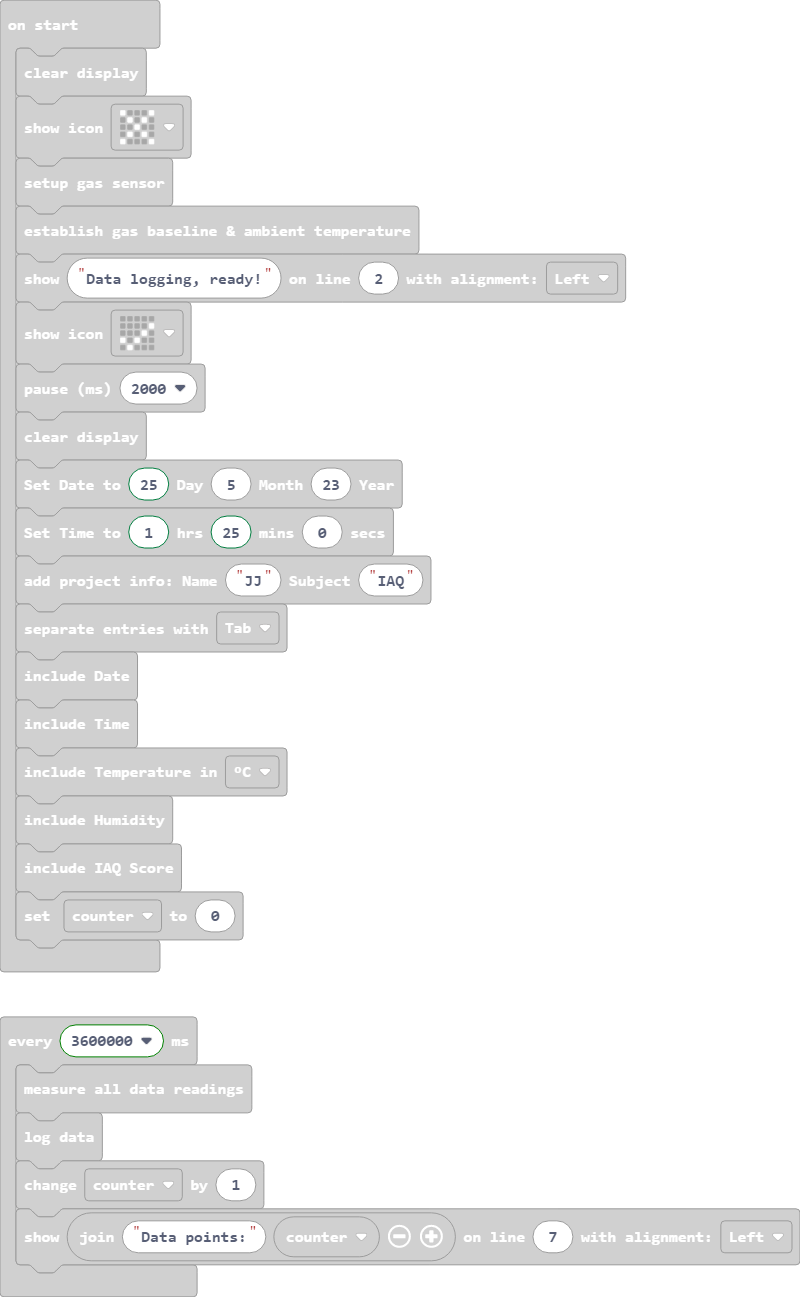 on start
clear display
show icon
setup gas sensor
establish gas baseline & ambient temperature
show "Data logging, ready!" on line 2 with alignment: Left
show icon
pause (ms) 2000
clear display
Set Date to 25 Day 5 Month 23 Year
Set Time to 1 hrs 25 mins 0 secs
add project info: Name "JJ" Subject "IAQ"
separate entries with Tab
include Date
include Time
include Temperature in ºC
include Humidity
include IAQ Score
set counter to 0
every 3600000 ms
measure all data readings
log data
change counter by 1
show join "Data points:" counter on line 7 with alignment: Left